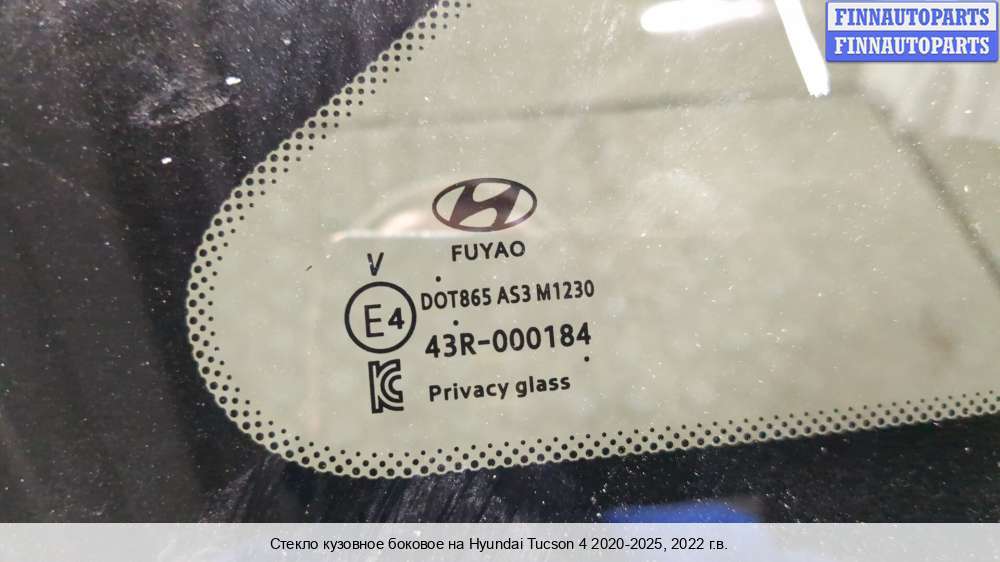 FINNAUTOPARTS
FINNAUTOPARTS
FUYAO
V
DOT865 AS3 M1230
E4
43R-000184
KC
Privacy glass
Стекло кузовное боковое на Hyundai Tucson 4 2020-2025, 2022 г.в.